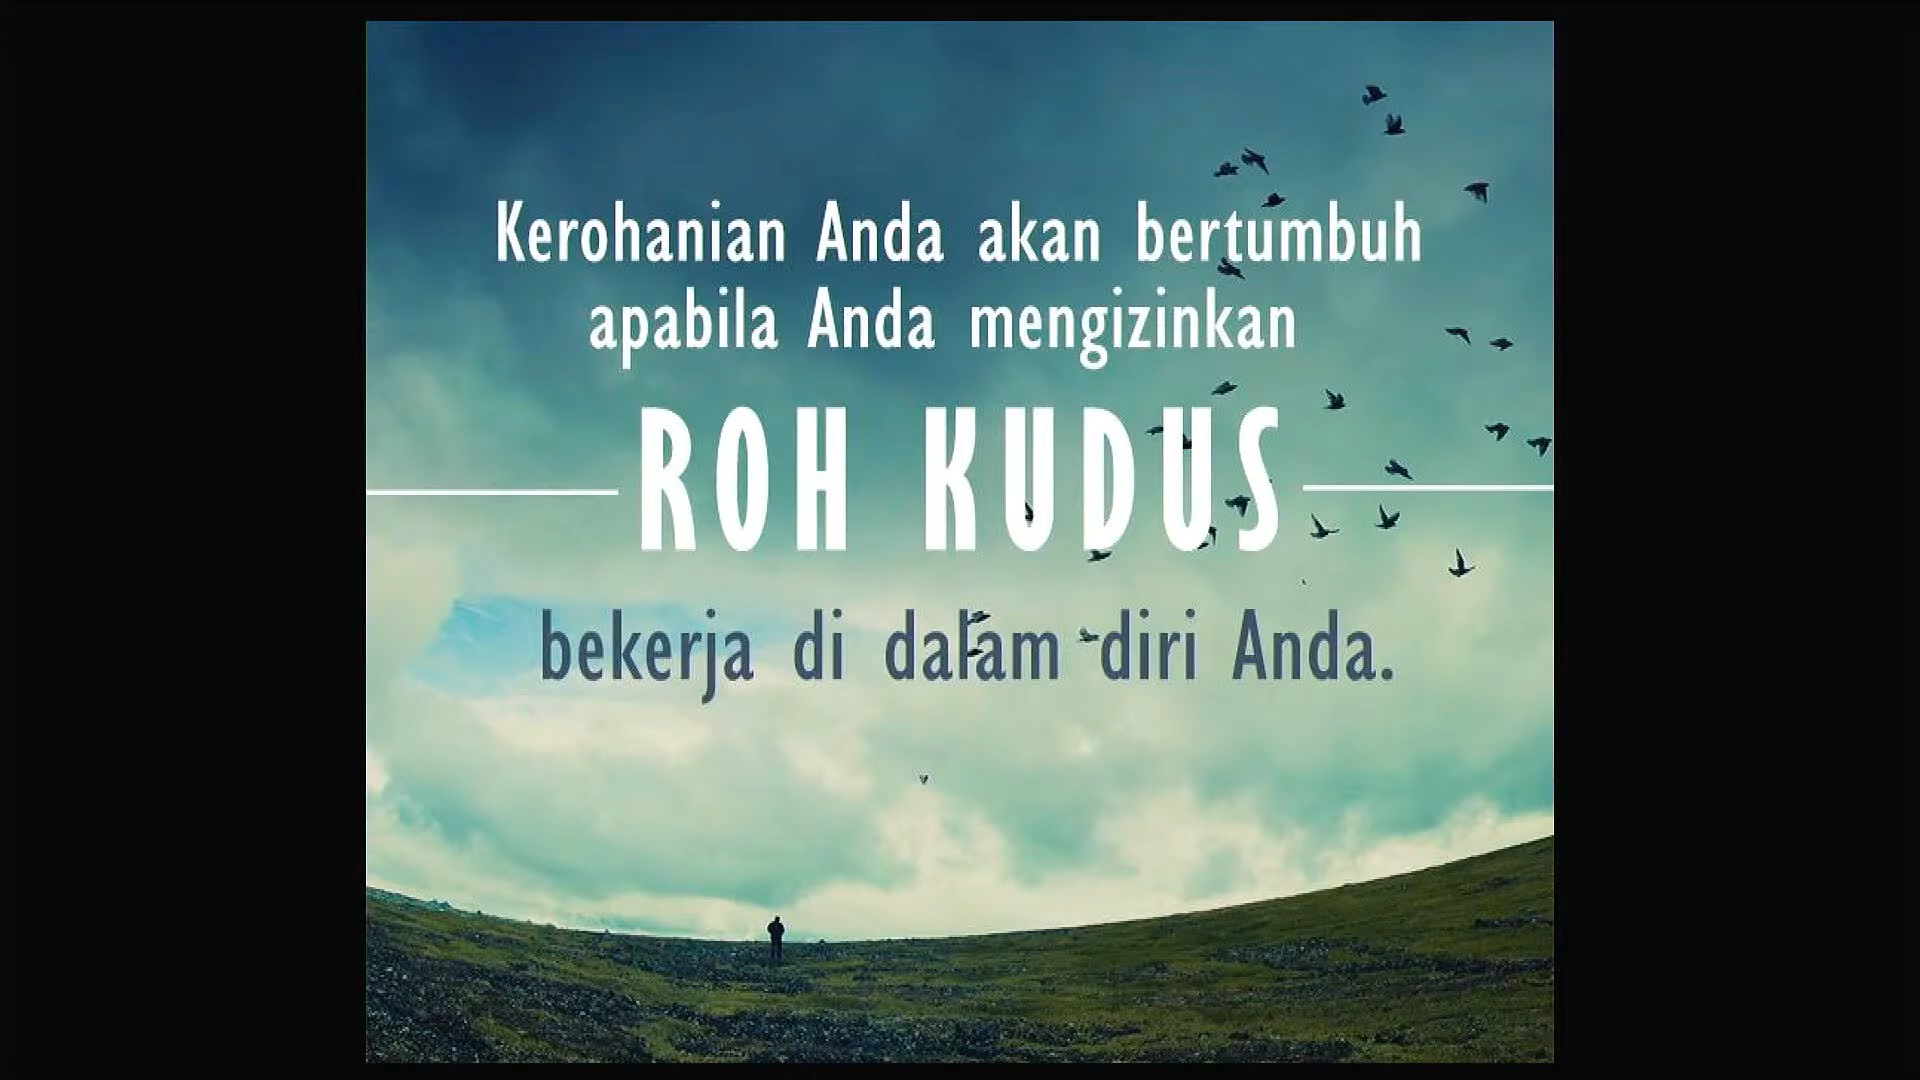 Kerohanian Anda akan bertumbuh
apabila Anda mengizinkan
ROH KUDUS
bekerja di dalam diri Anda.